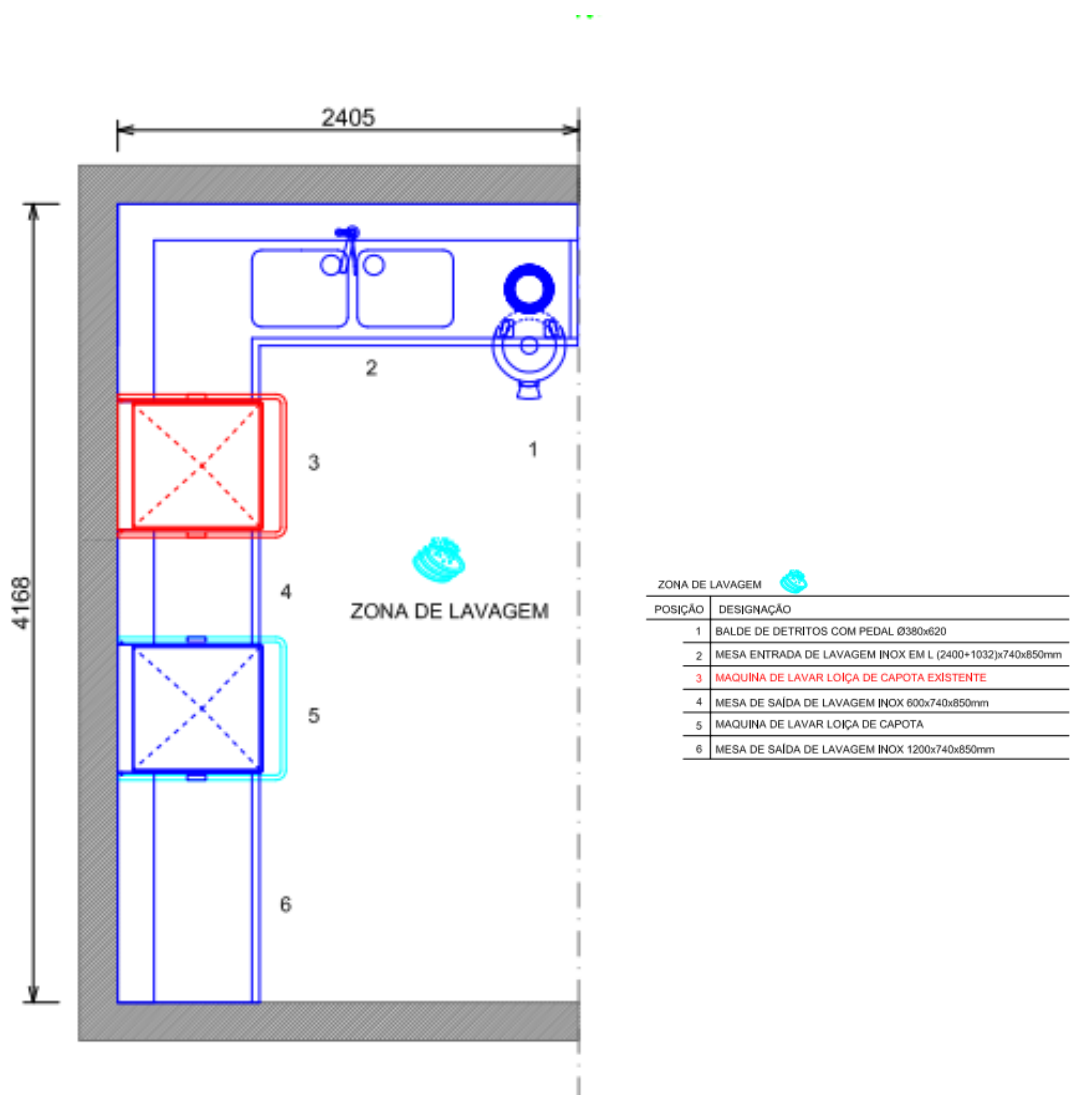 2405
4168
2
1
3
4
ZONA DE LAVAGEM
5
6
ZONA DE LAVAGEM
POSIÇÃO DESIGNAÇÃO
1 BALDE DE DETRITOS COM PEDAL Ø380x620
2 MESA ENTRADA DE LAVAGEM INOX EM L (2400+1032)x740x850mm
3 MAQUINA DE LAVAR LOIÇA DE CAPOTA EXISTENTE
4 MESA DE SAÍDA DE LAVAGEM INOX 600x740x850mm
5 MAQUINA DE LAVAR LOIÇA DE CAPOTA
6 MESA DE SAÍDA DE LAVAGEM INOX 1200x740x850mm